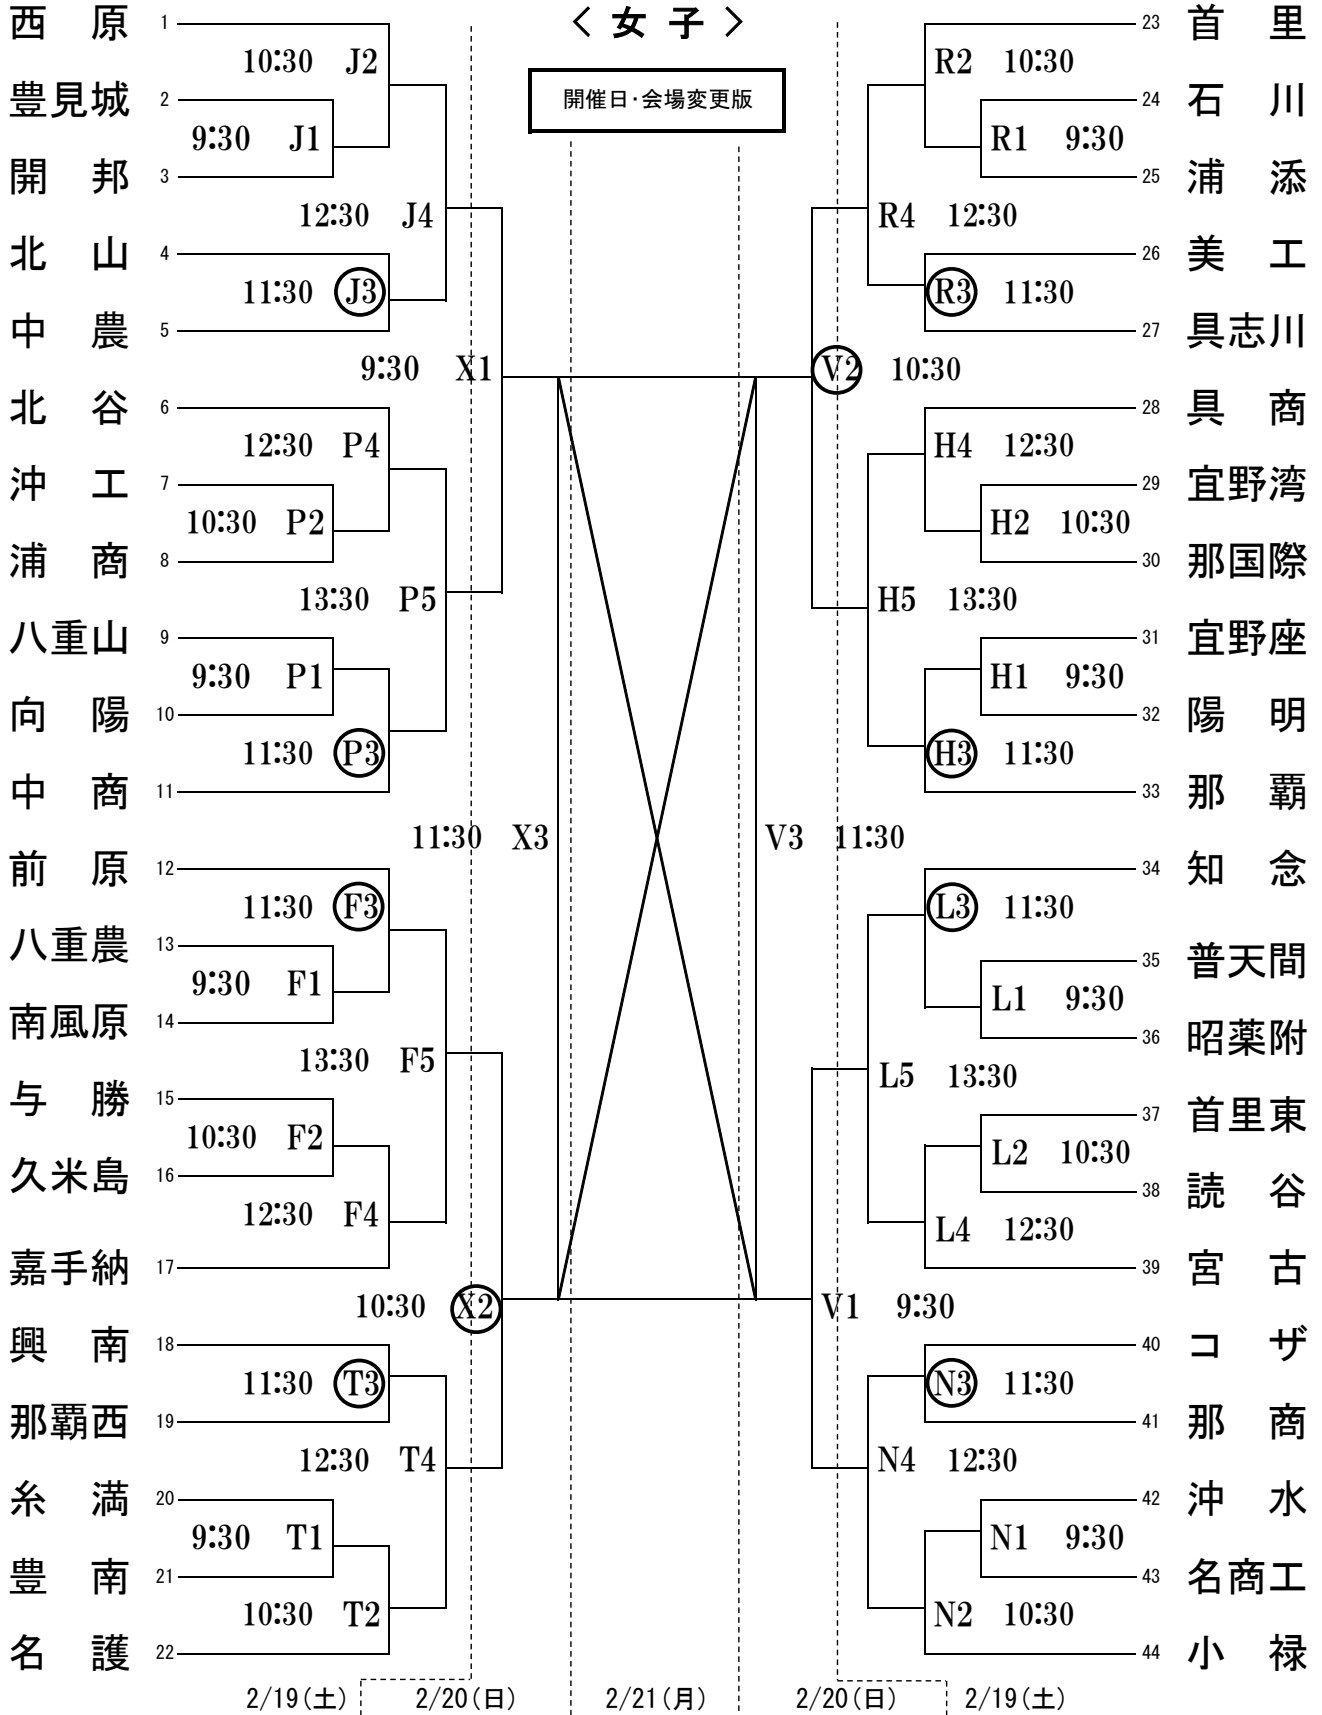 〈 女 子 〉
開催日・会場変更版
西 原 1
10:30 J2
豊見城 2
9:30 J1
開 邦 3
12:30 J4
北 山 4
11:30 J3
中 農 5
9:30 X1
北 谷 6
12:30 P4
沖 工 7
10:30 P2
浦 商 8
13:30 P5
八重山 9
9:30 P1
向 陽 10
11:30 P3
中 商 11
11:30 X3
前 原 12
11:30 F3
八重農 13
9:30 F1
南風原 14
13:30 F5
与 勝 15
10:30 F2
久米島 16
12:30 F4
嘉手納 17
10:30 X2
興 南 18
11:30 T3
那覇西 19
12:30 T4
糸 満 20
9:30 T1
豊 南 21
10:30 T2
名 護 22
23 首 里
R2 10:30
24 石 川
R1 9:30
25 浦 添
R4 12:30
26 美 工
R3 11:30
27 具志川
V2 10:30
28 具 商
H4 12:30
29 宜野湾
H2 10:30
30 那国際
H5 13:30
31 宜野座
H1 9:30
32 陽 明
H3 11:30
33 那 覇
V3 11:30
34 知 念
L3 11:30
35 普天間
L1 9:30
36 昭薬附
L5 13:30
37 首里東
L2 10:30
38 読 谷
L4 12:30
39 宮 古
V1 9:30
40 コ ザ
N3 11:30
41 那 商
N4 12:30
42 沖 水
N1 9:30
43 名商工
N2 10:30
44 小 禄
2/19(土) 2/20(日) 2/21(月) 2/20(日) 2/19(土)